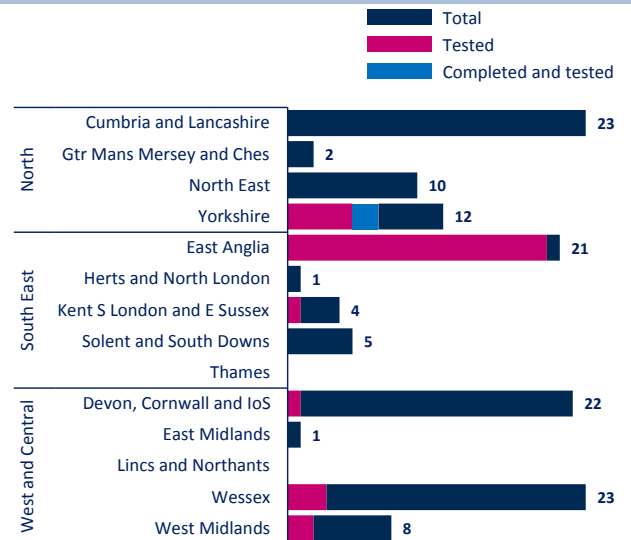 Total
Tested
Completed and tested
North
Cumbria and Lancashire 23
Gtr Mans Mersey and Ches 2
North East 10
Yorkshire 12
South East
East Anglia 21
Herts and North London 1
Kent S London and E Sussex 4
Solent and South Downs 5
Thames
West and Central
Devon, Cornwall and IoS 22
East Midlands 1
Lincs and Northants
Wessex 23
West Midlands 8